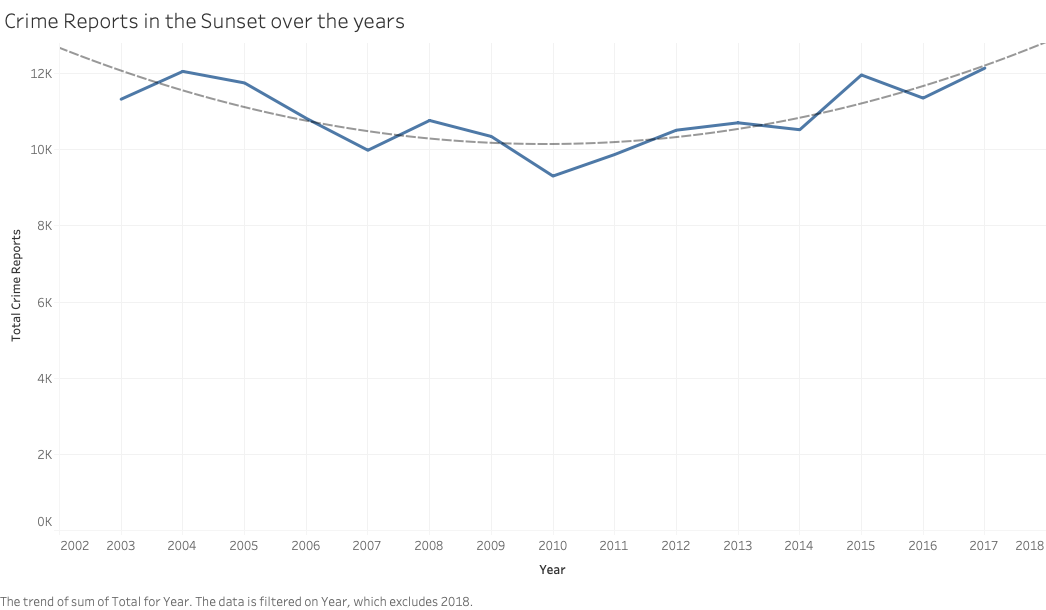 Crime Reports in the Sunset over the years
12K
10K
8K
6K
4K
2K
0K
Total Crime Reports
2002 2003 2004 2005 2006 2007 2008 2009 2010 2011 2012 2013 2014 2015 2016 2017 2018
Year
The trend of sum of Total for Year. The data is filtered on Year, which excludes 2018.